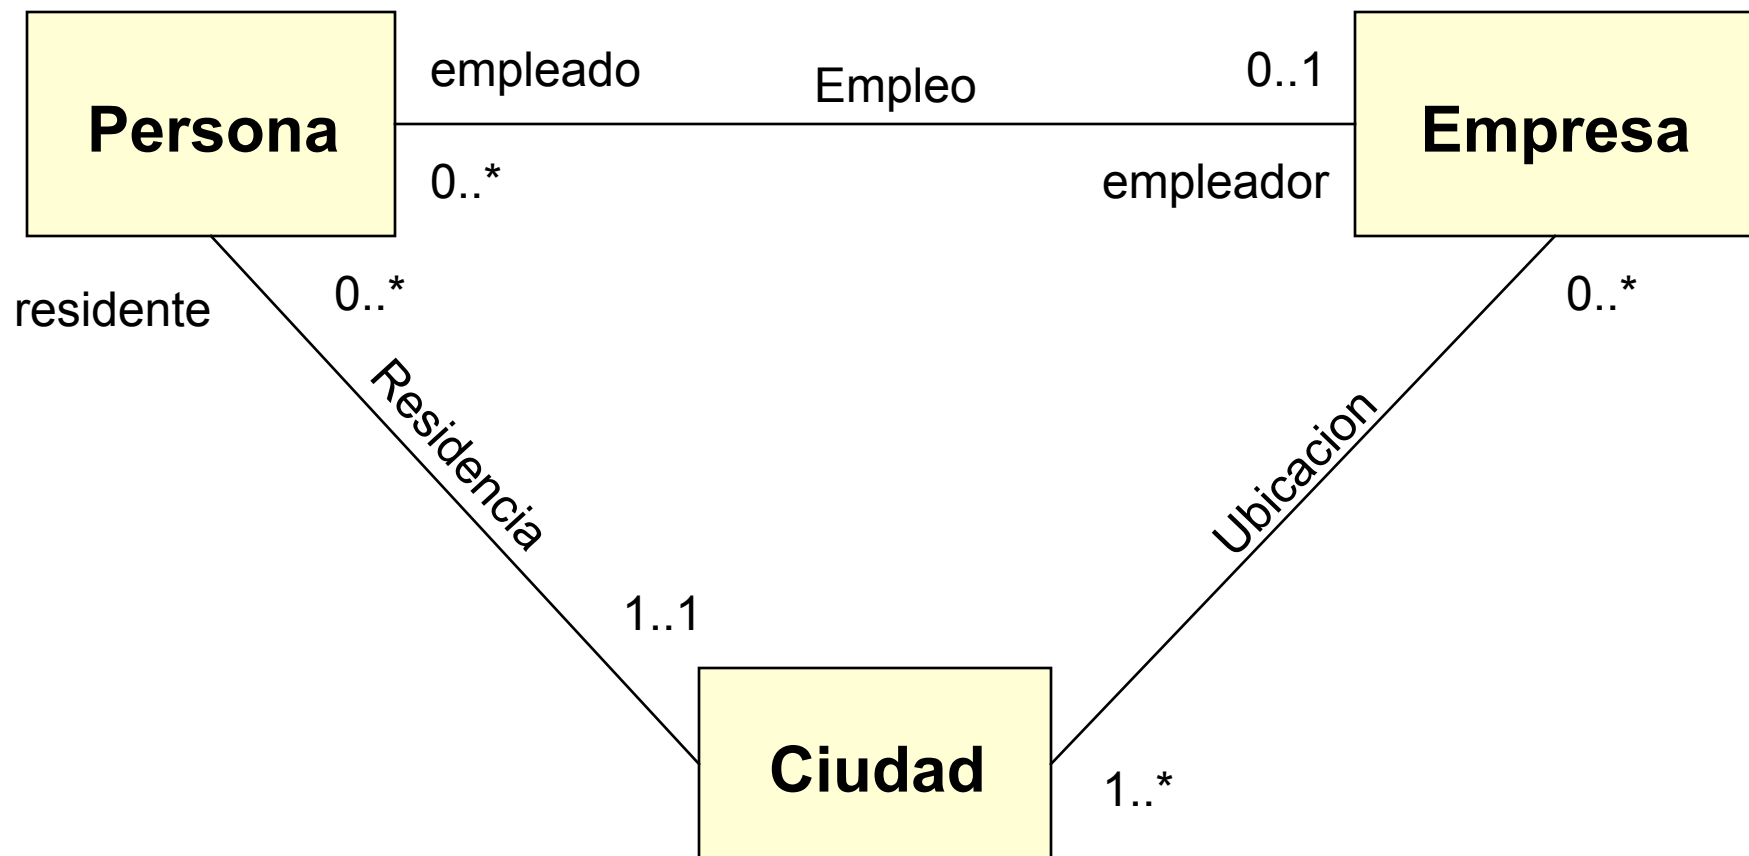 empleado
Empleo
0..1
Persona
Empresa
0..*
empleador
residente
0..*
0..*
Residencia
Ubicacion
1..1
Ciudad
1..*